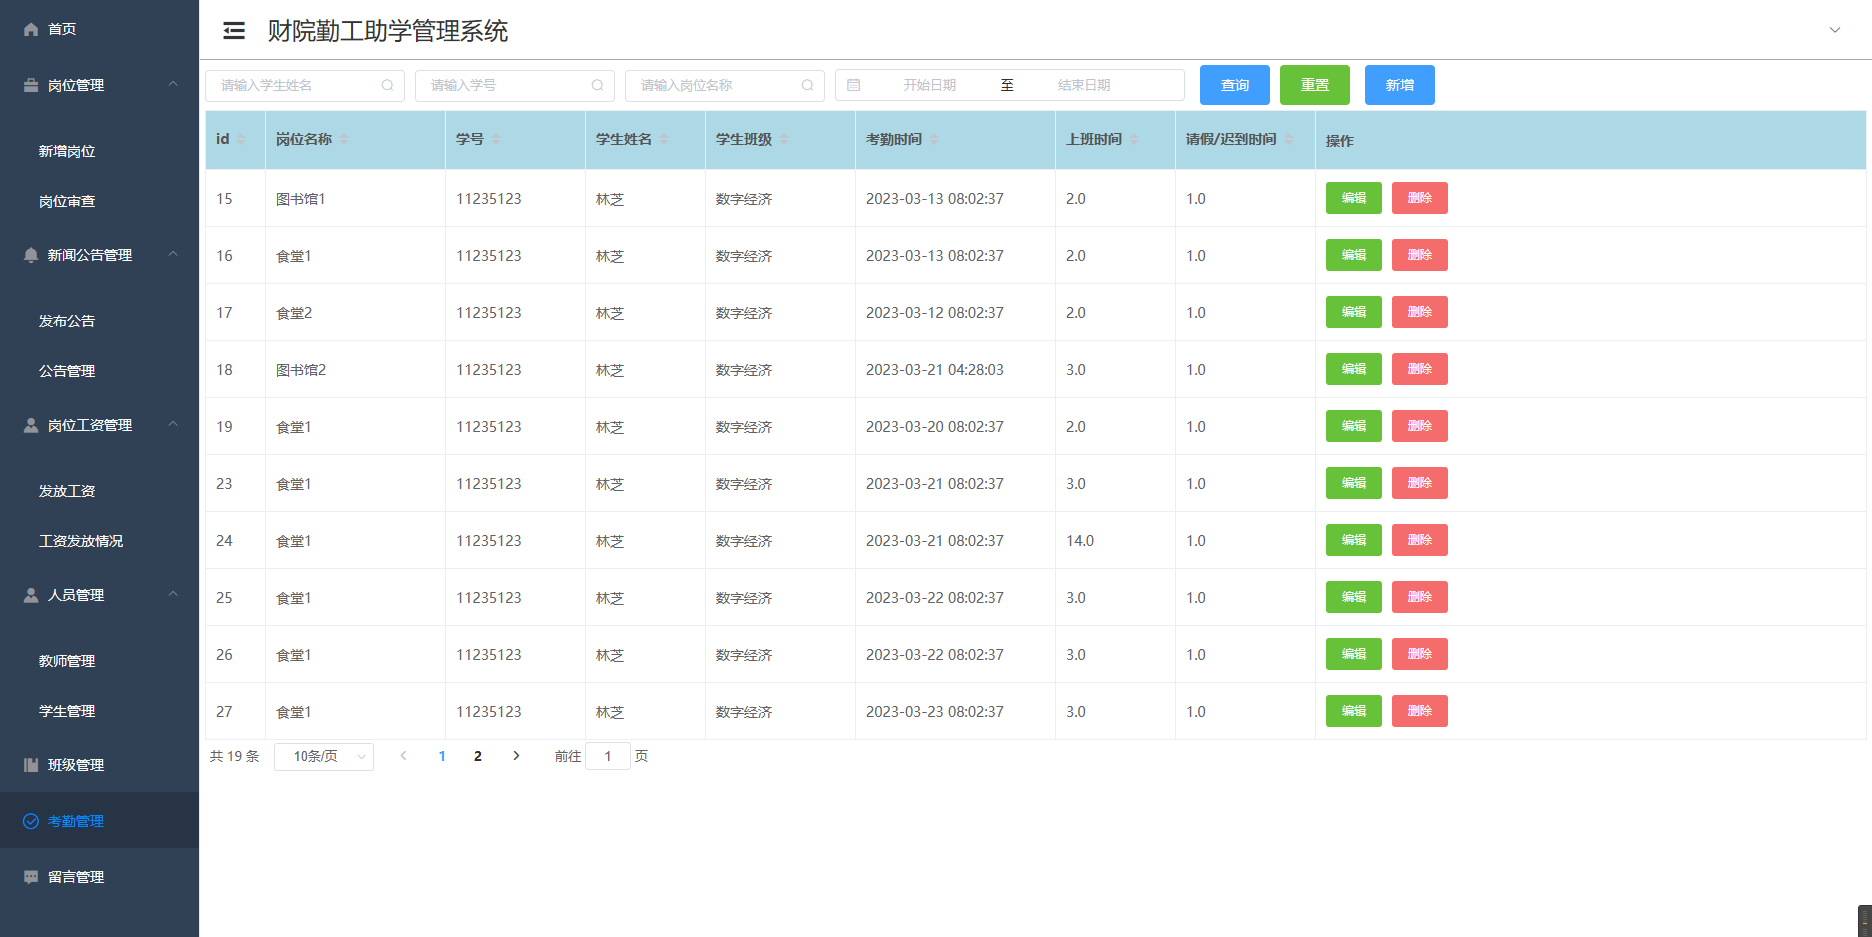 首页
岗位管理
新增岗位
岗位审查
新闻公告管理
发布公告
公告管理
岗位工资管理
发放工资
工资发放情况
人员管理
教师管理
学生管理
班级管理
考勤管理
留言管理
财院勤工助学管理系统
请输入学生姓名 请输入学号 请输入岗位名称 开始日期 至 结束日期 查询 重置 新增
id 岗位名称 学号 学生姓名 学生班级 考勤时间 上班时间 请假/迟到时间 操作
15 图书馆1 11235123 林芝 数字经济 2023-03-13 08:02:37 2.0 1.0 编辑 删除
16 食堂1 11235123 林芝 数字经济 2023-03-13 08:02:37 2.0 1.0 编辑 删除
17 食堂2 11235123 林芝 数字经济 2023-03-12 08:02:37 2.0 1.0 编辑 删除
18 图书馆2 11235123 林芝 数字经济 2023-03-21 04:28:03 3.0 1.0 编辑 删除
19 食堂1 11235123 林芝 数字经济 2023-03-20 08:02:37 2.0 1.0 编辑 删除
23 食堂1 11235123 林芝 数字经济 2023-03-21 08:02:37 3.0 1.0 编辑 删除
24 食堂1 11235123 林芝 数字经济 2023-03-21 08:02:37 14.0 1.0 编辑 删除
25 食堂1 11235123 林芝 数字经济 2023-03-22 08:02:37 3.0 1.0 编辑 删除
26 食堂1 11235123 林芝 数字经济 2023-03-22 08:02:37 3.0 1.0 编辑 删除
27 食堂1 11235123 林芝 数字经济 2023-03-23 08:02:37 3.0 1.0 编辑 删除
共 19 条 10条/页 1 2 前往 1 页